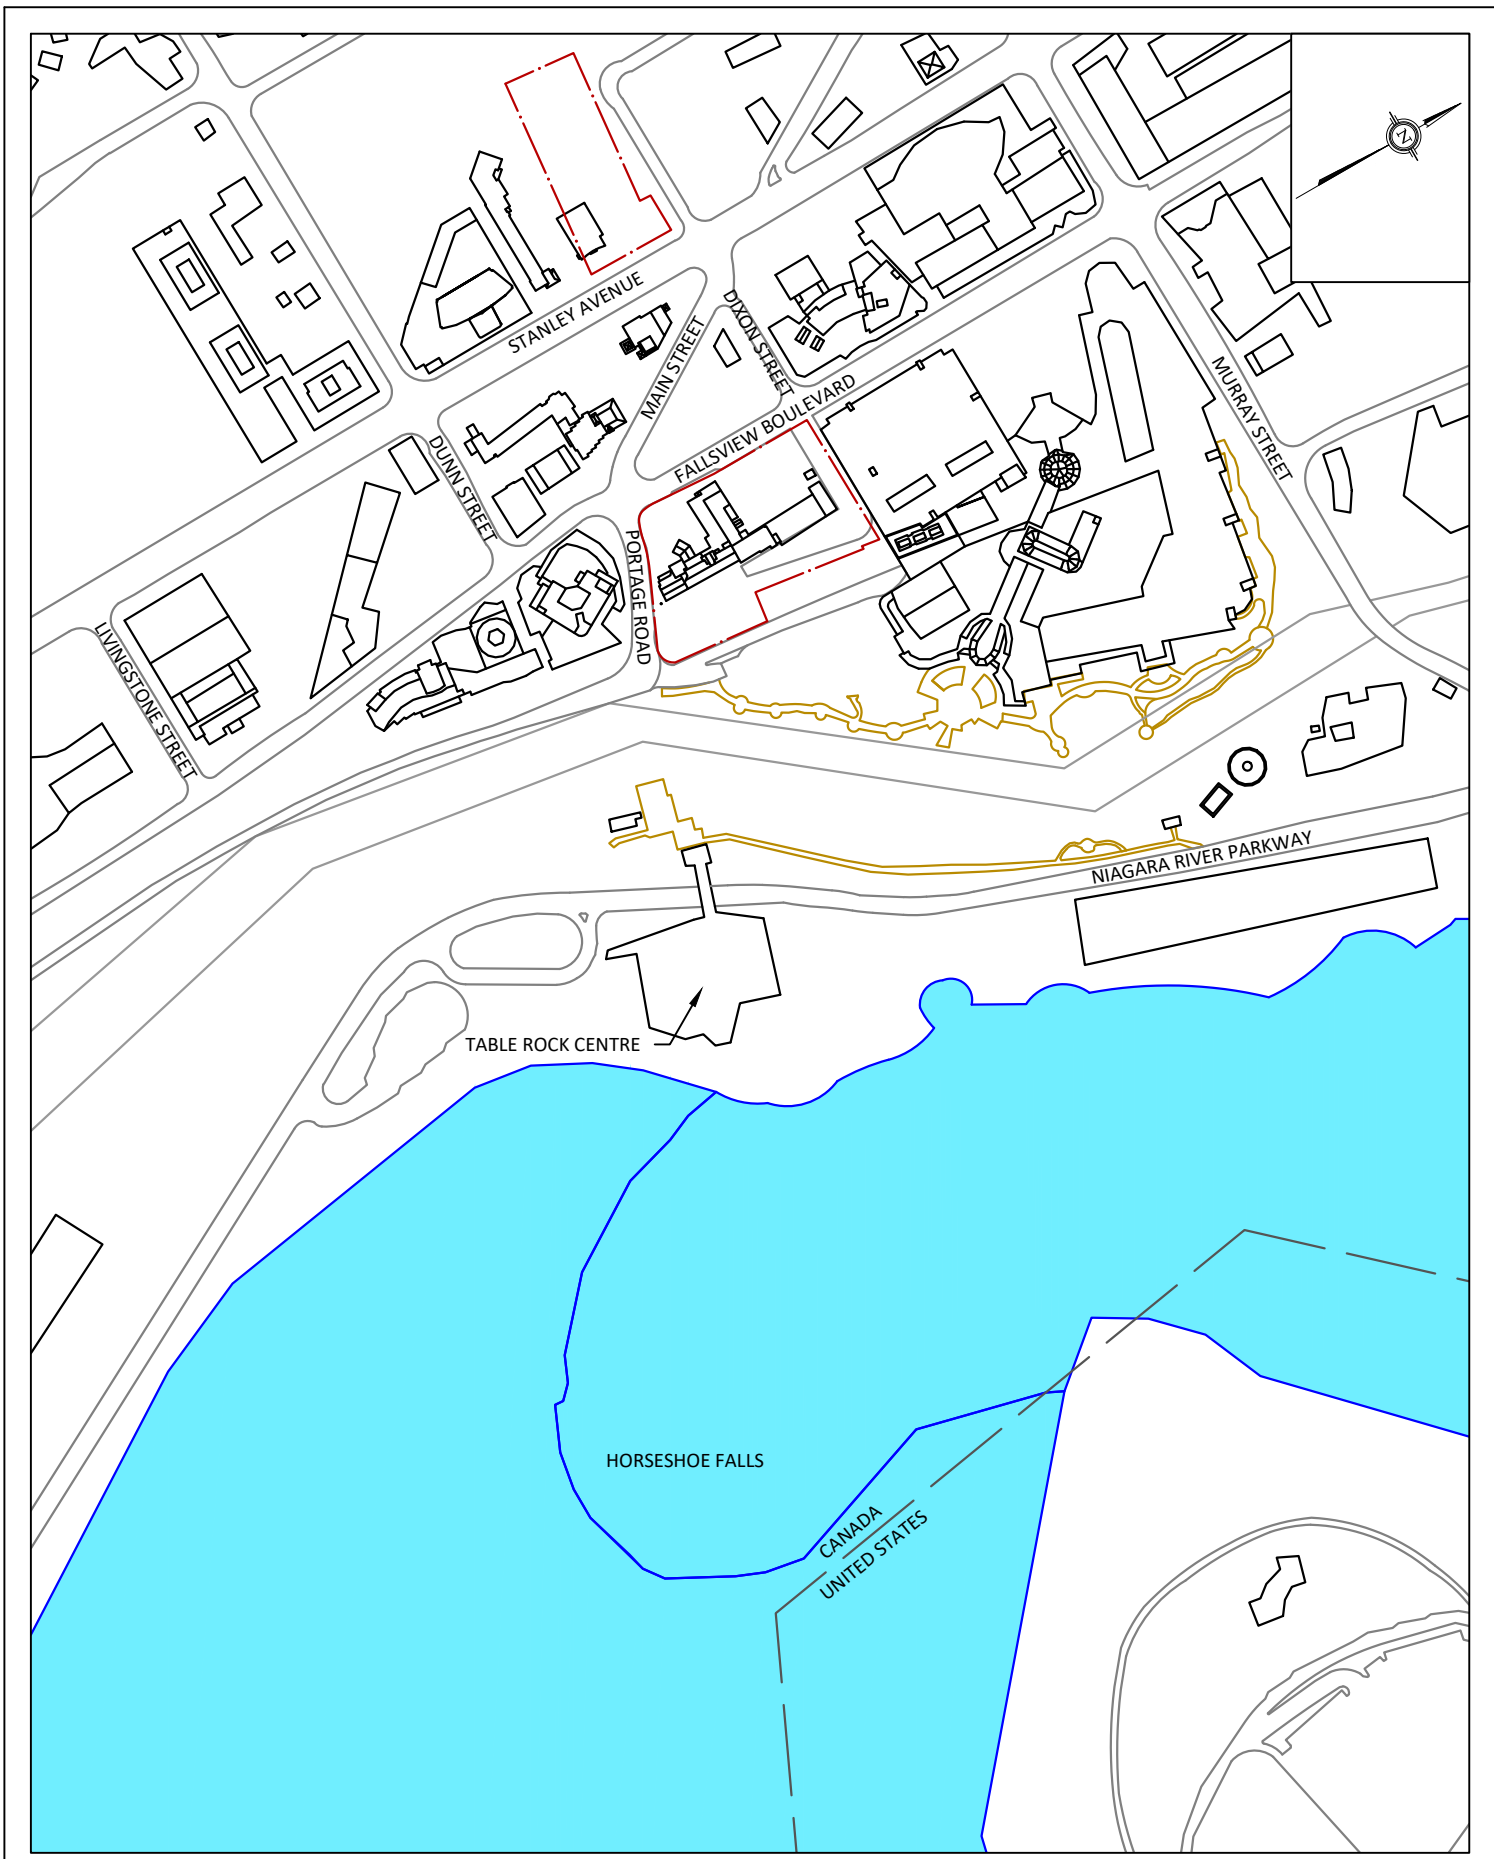 N
STANLEY AVENUE
DIXON STREET
MAIN STREET
FALLSVIEW BOULEVARD
MURRAY STREET
DUNN STREET
PORTAGE ROAD
LIVINGSTONE STREET
NIAGARA RIVER PARKWAY
TABLE ROCK CENTRE
HORSESHOE FALLS
CANADA
UNITED STATES